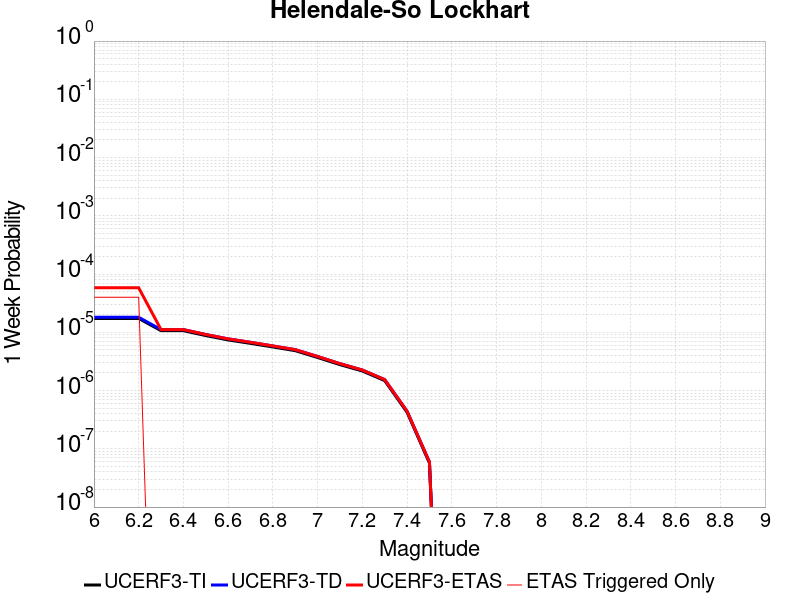 Helendale-So Lockhart
10 0
10 -1
10 -2
10 -3
10 -4
10 -5
10 -6
10 -7
10 -8
1 Week Probability
6 6.2 6.4 6.6 6.8 7 7.2 7.4 7.6 7.8 8 8.2 8.4 8.6 8.8 9
Magnitude
UCERF3-TI UCERF3-TD UCERF3-ETAS ETAS Triggered Only